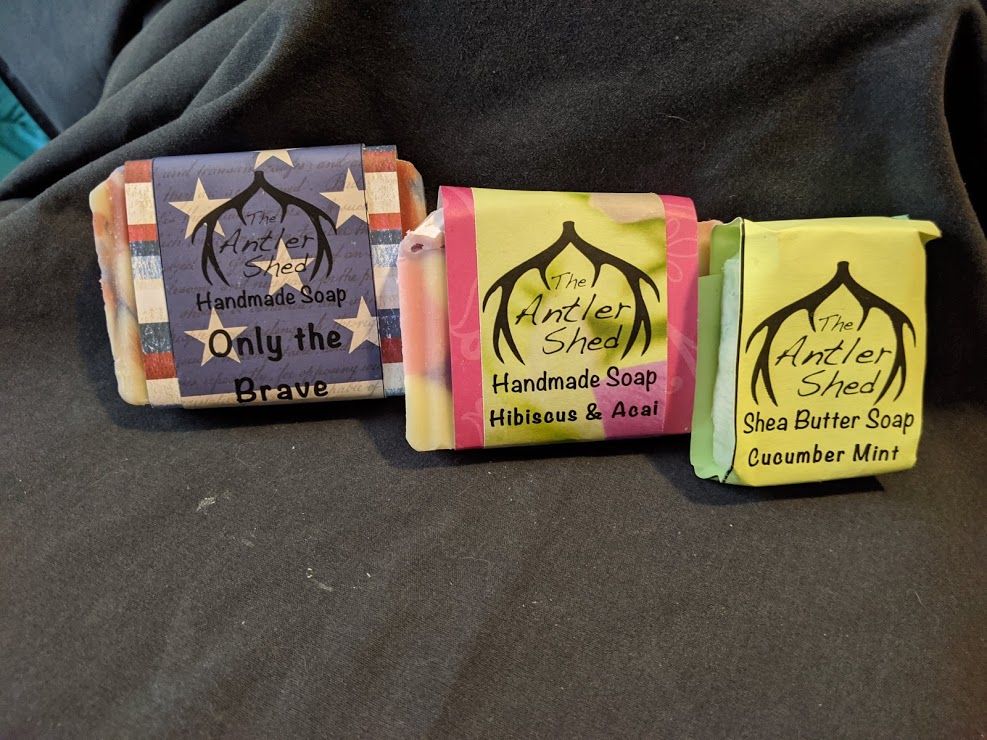 The
Antler
Shed
Handmade Soap
Only the
Brave
The
Antler
Shed
Handmade Soap
Hibiscus & Acai
The
Antler
Shed
Shea Butter Soap
Cucumber Mint